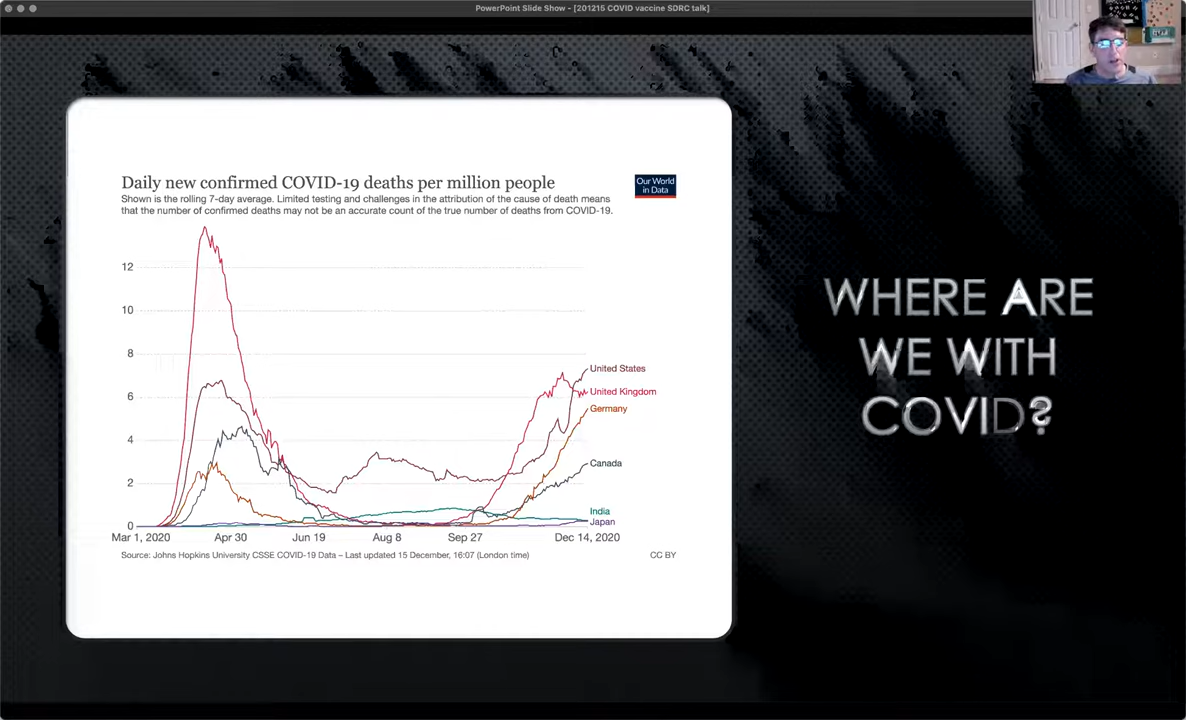 PowerPoint Slide Show - [201215 COVID vaccine SDRC talk]
Daily new confirmed COVID-19 deaths per million people
Our World
in Data
Shown is the rolling 7-day average. Limited testing and challenges in the attribution of the cause of death means
that the number of confirmed deaths may not be an accurate count of the true number of deaths from COVID-19.
12
10
8
6
4
2
0
United States
United Kingdom
Germany
Canada
India
Japan
Mar 1, 2020
Apr 30
Jun 19
Aug 8
Sep 27
Dec 14, 2020
Source: Johns Hopkins University CSSE COVID-19 Data – Last updated 15 December, 16:07 (London time)
CC BY
WHERE ARE
WE WITH
COVID?